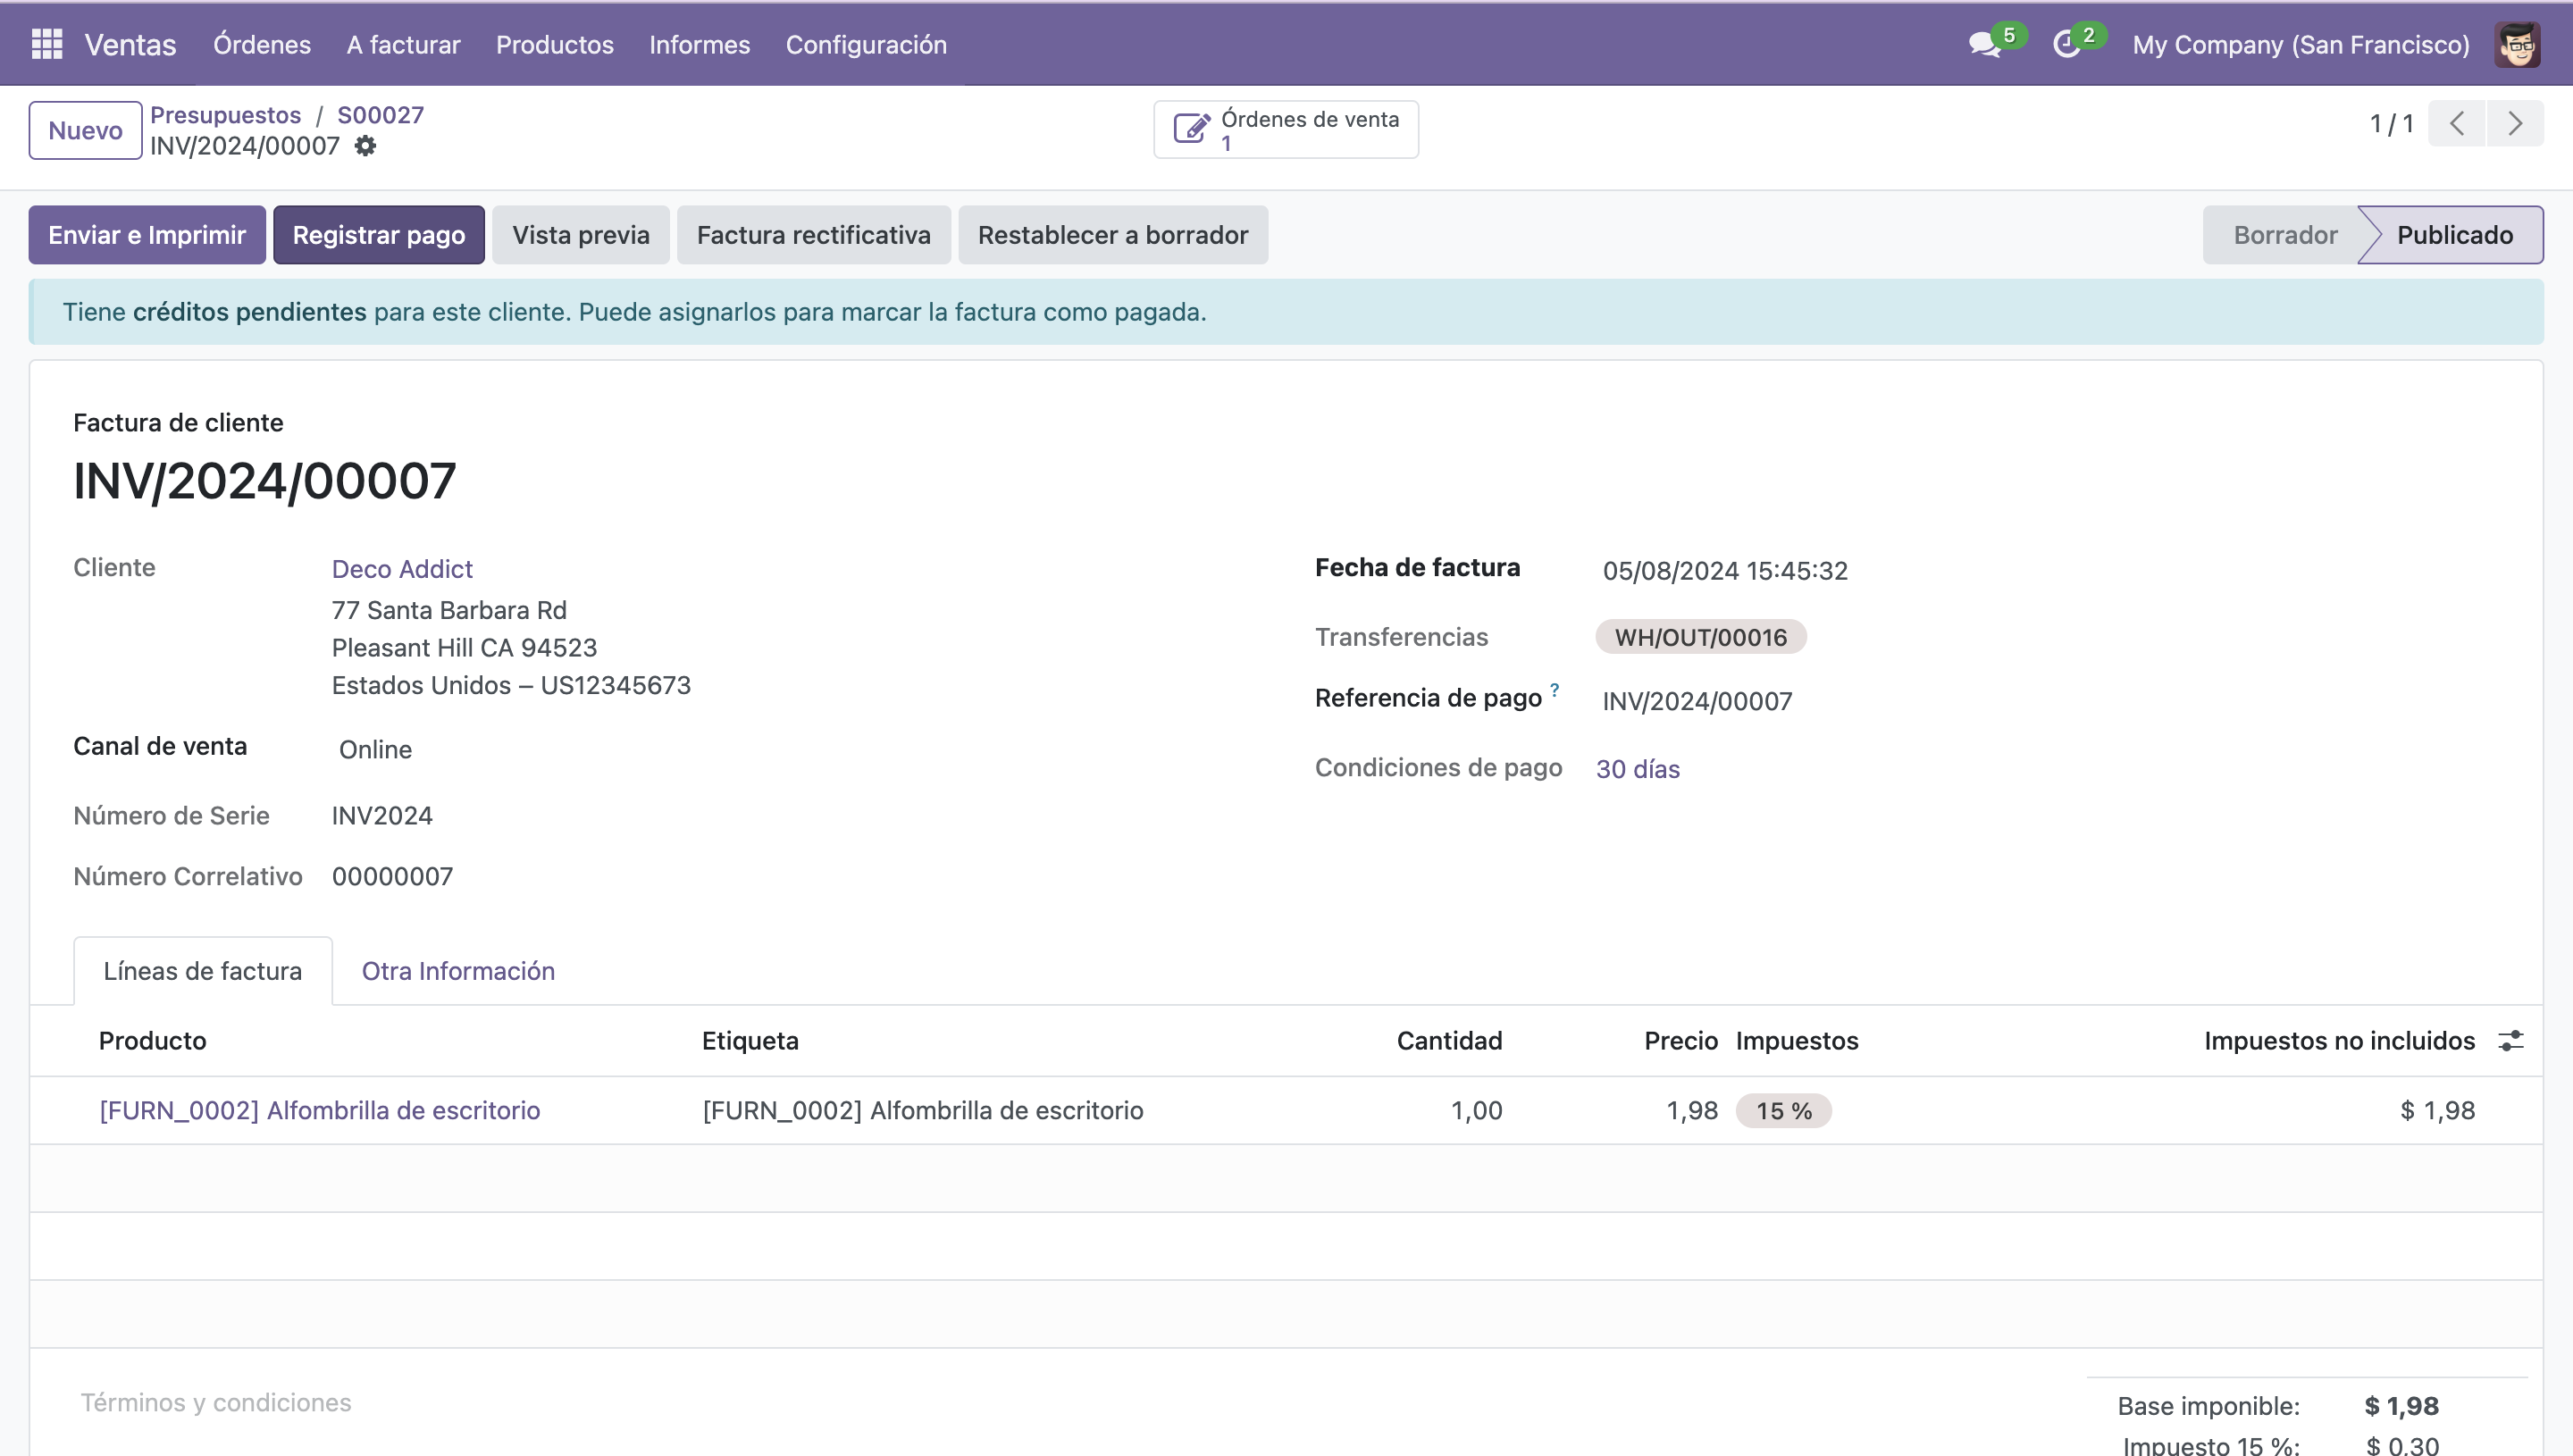 Ventas Órdenes A facturar Productos Informes Configuración 5 2 My Company (San Francisco)
Nuevo
Presupuestos / S00027
INV/2024/00007
Órdenes de venta
1
1 / 1
Enviar e Imprimir Registrar pago Vista previa Factura rectificativa Restablecer a borrador Borrador Publicado
Tiene créditos pendientes para este cliente. Puede asignarlos para marcar la factura como pagada.
Factura de cliente
INV/2024/00007
Cliente Deco Addict
77 Santa Barbara Rd
Pleasant Hill CA 94523
Estados Unidos – US12345673
Canal de venta Online
Número de Serie INV2024
Número Correlativo 00000007
Fecha de factura 05/08/2024 15:45:32
Transferencias WH/OUT/00016
Referencia de pago ? INV/2024/00007
Condiciones de pago 30 días
Líneas de factura Otra Información
Producto Etiqueta Cantidad Precio Impuestos Impuestos no incluidos
[FURN_0002] Alfombrilla de escritorio [FURN_0002] Alfombrilla de escritorio 1,00 1,98 15 % $ 1,98
Términos y condiciones
Base imponible: $ 1,98
Impuesto 15 %: $ 0,30